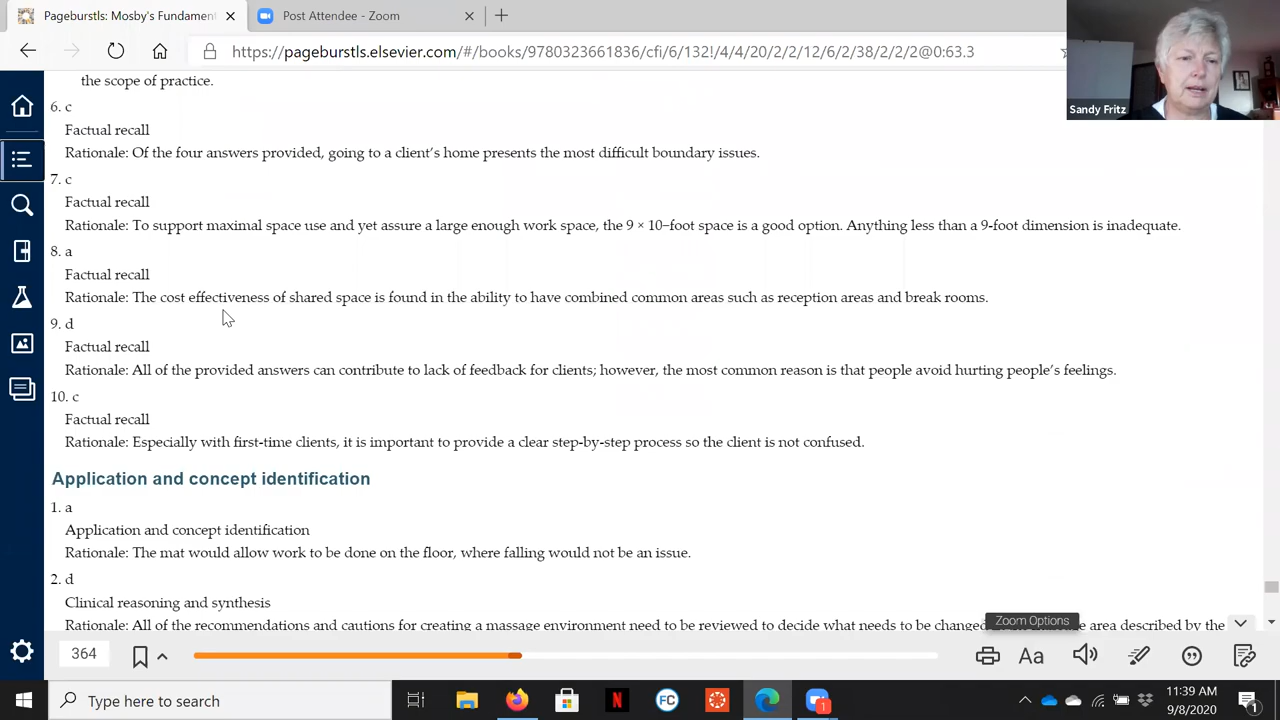 Pageburstls: Mosby's Fundament
Post Attendee - Zoom
https://pageburstls.elsevier.com/#/books/9780323661836/cfi/6/132!/4/4/20/2/2/12/6/2/38/2/2/2@0:63.3
Sandy Fritz
the scope of practice.
6. c
Factual recall
Rationale: Of the four answers provided, going to a client’s home presents the most difficult boundary issues.
7. c
Factual recall
Rationale: To support maximal space use and yet assure a large enough work space, the 9 × 10–foot space is a good option. Anything less than a 9-foot dimension is inadequate.
8. a
Factual recall
Rationale: The cost effectiveness of shared space is found in the ability to have combined common areas such as reception areas and break rooms.
9. d
Factual recall
Rationale: All of the provided answers can contribute to lack of feedback for clients; however, the most common reason is that people avoid hurting people’s feelings.
10. c
Factual recall
Rationale: Especially with first-time clients, it is important to provide a clear step-by-step process so the client is not confused.
Application and concept identification
1. a
Application and concept identification
Rationale: The mat would allow work to be done on the floor, where falling would not be an issue.
2. d
Clinical reasoning and synthesis
Zoom Options
Rationale: All of the recommendations and cautions for creating a massage environment need to be reviewed to decide what needs to be changed area described by the
364
Aa
Type here to search
N
FC
1
11:39 AM
9/8/2020
1